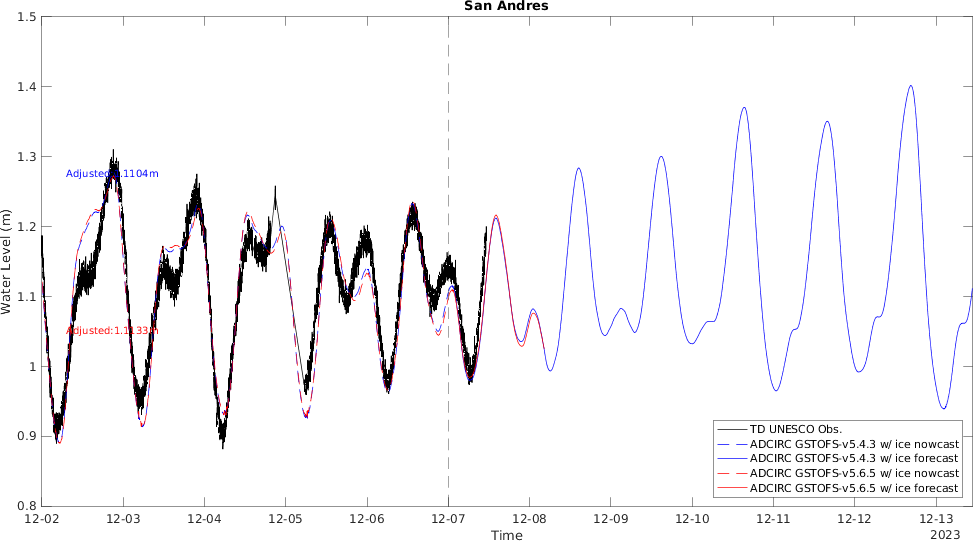 San Andres
1.5
1.4
1.3
1.2
1.1
1
0.9
0.8
Water Level (m)
Adjusted:1.1104m
Adjusted:1.1133m
TD UNESCO Obs.
ADCIRC GSTOFS-v5.4.3 w/ ice nowcast
ADCIRC GSTOFS-v5.4.3 w/ ice forecast
ADCIRC GSTOFS-v5.6.5 w/ ice nowcast
ADCIRC GSTOFS-v5.6.5 w/ ice forecast
12-02 12-03 12-04 12-05 12-06 12-07 12-08 12-09 12-10 12-11 12-12 12-13
Time
2023